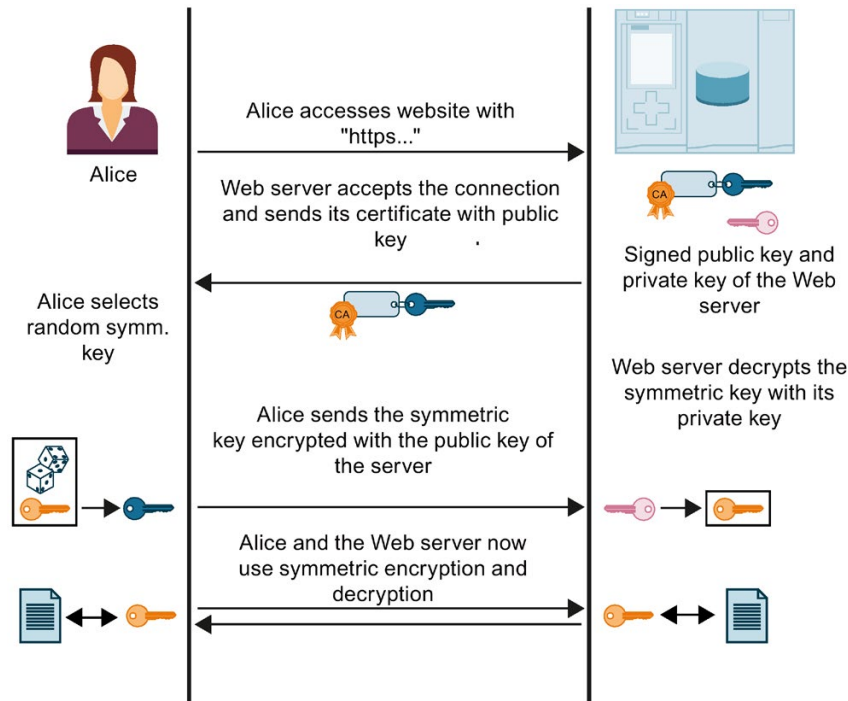 Alice accesses website with
"https..."
Alice
CA
Web server accepts the connection
and sends its certificate with public
key
.
Signed public key and
private key of the Web
server
CA
Alice selects
random symm.
key
Web server decrypts the
symmetric key with its
private key
Alice sends the symmetric
key encrypted with the public key of
the server
Alice and the Web server now
use symmetric encryption and
decryption